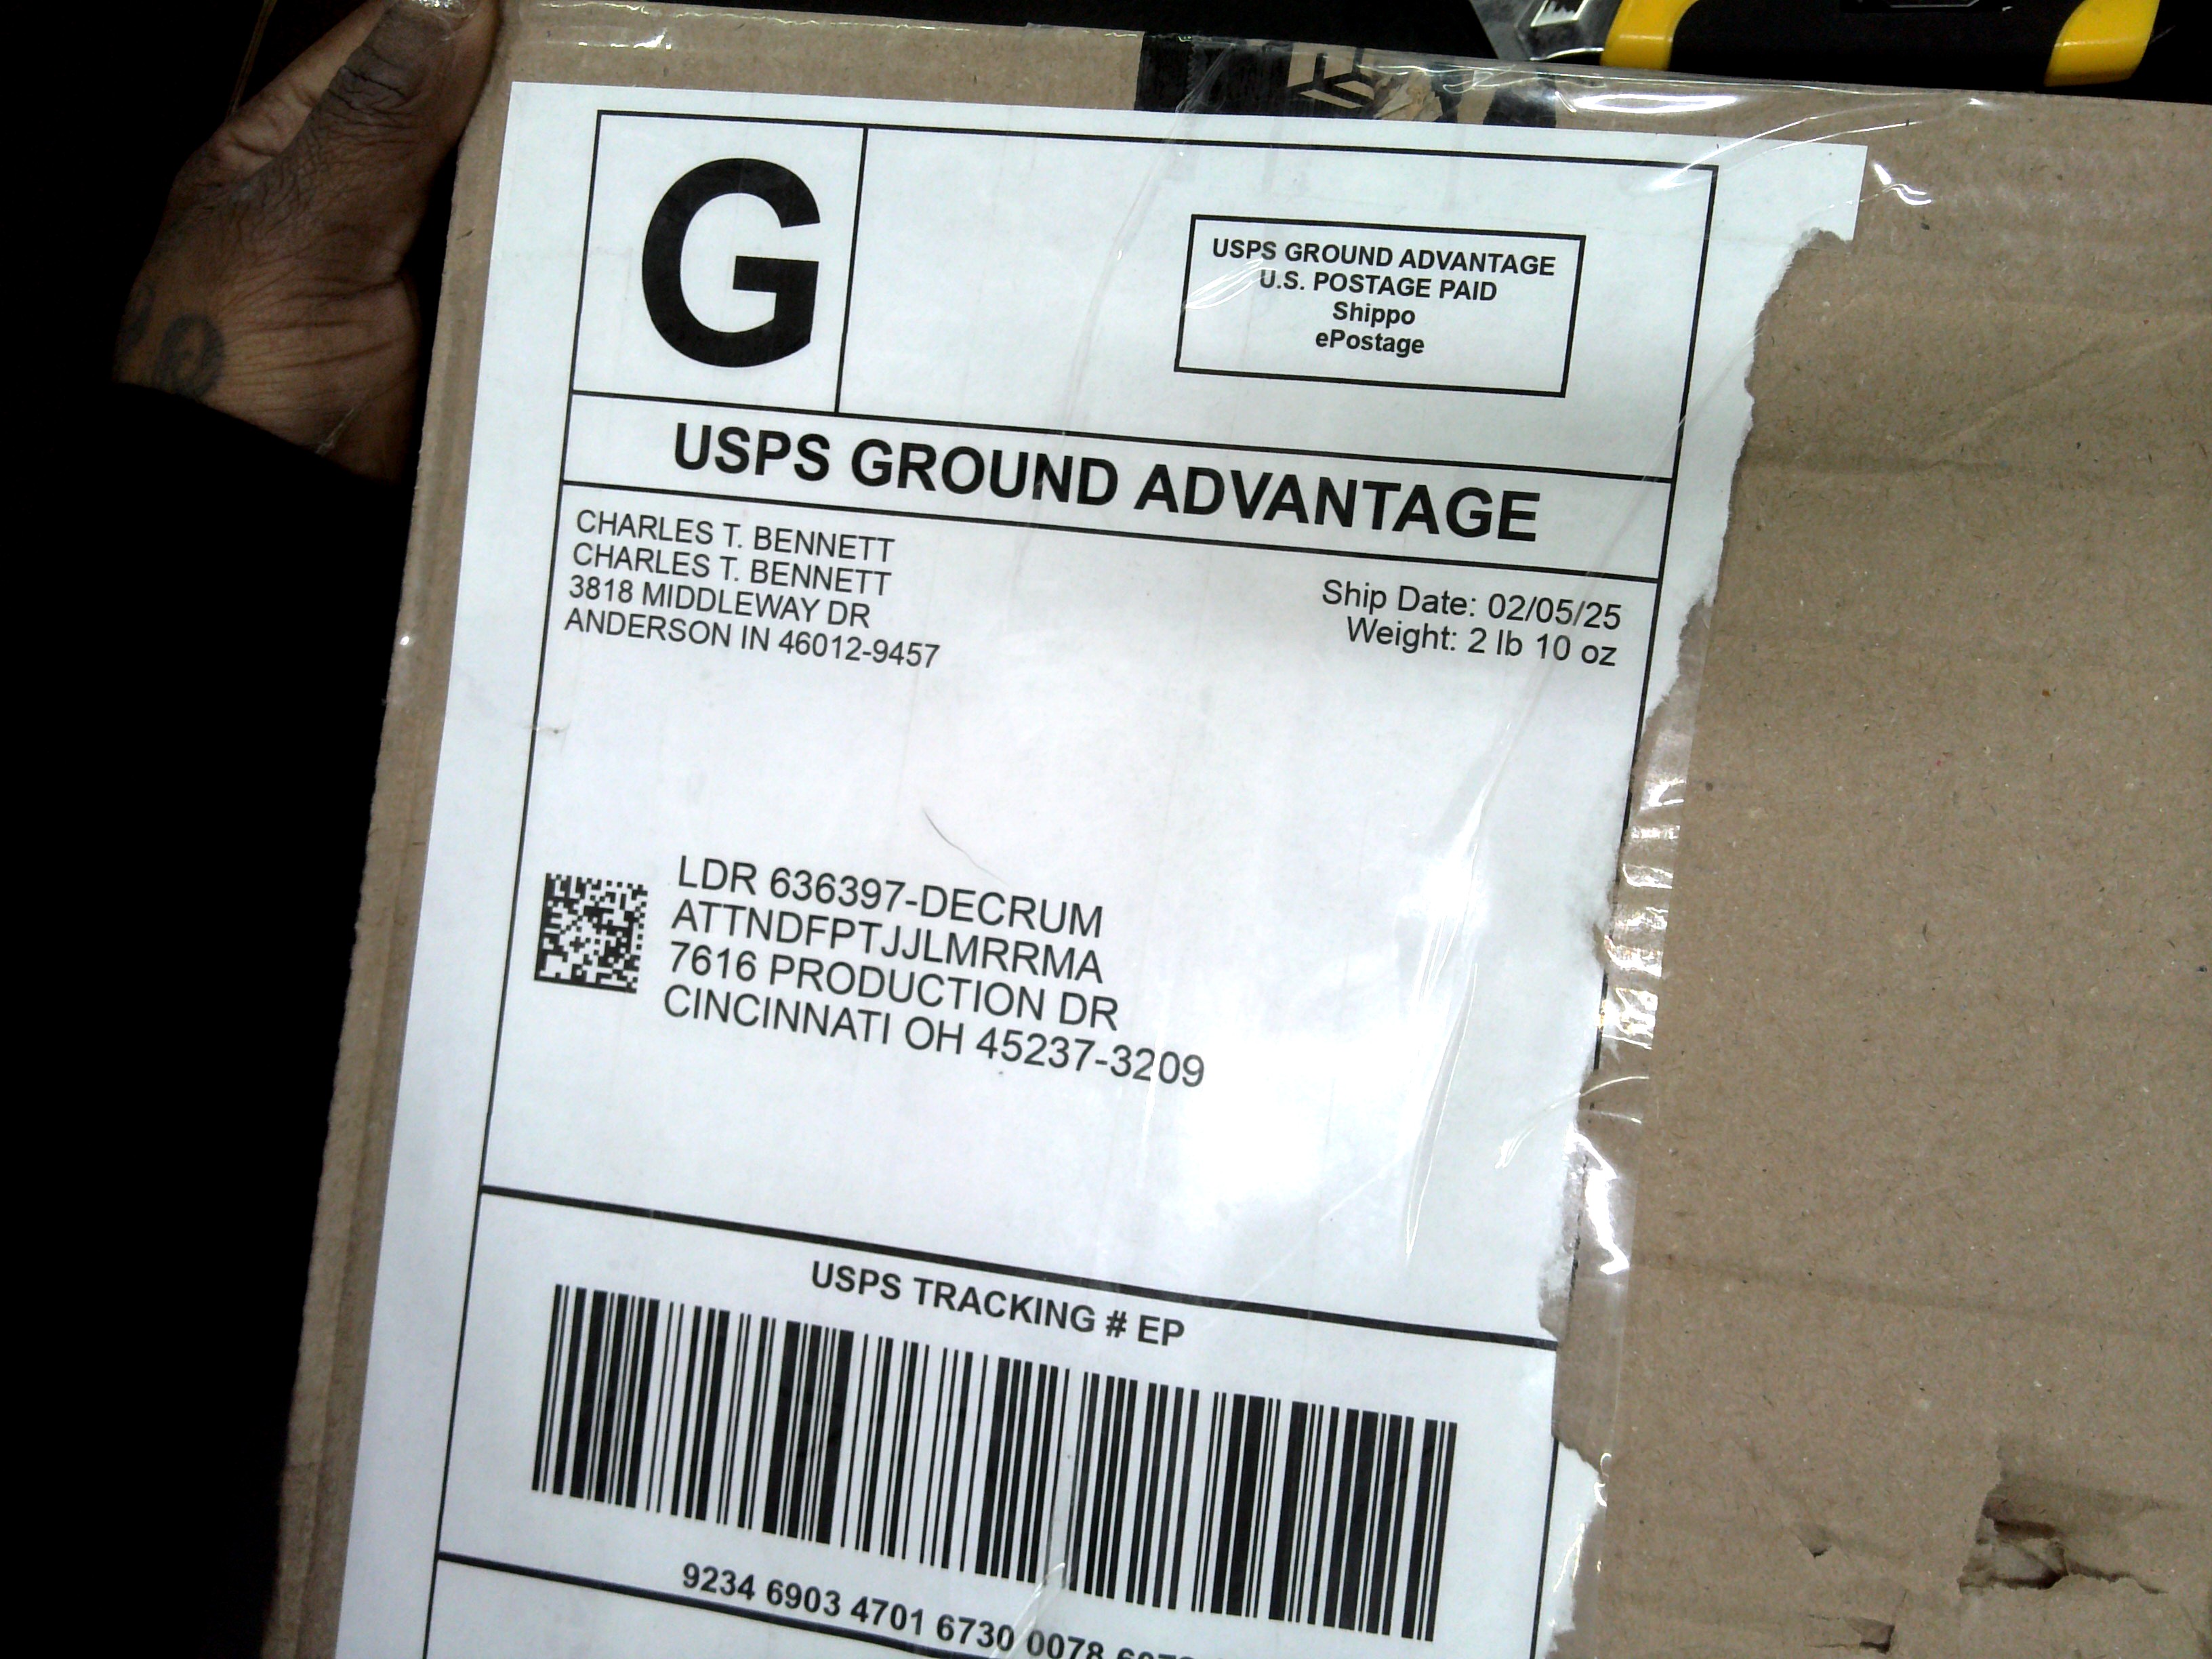 G
USPS GROUND ADVANTAGE
U.S. POSTAGE PAID
Shippo
ePostage
USPS GROUND ADVANTAGE
CHARLES T. BENNETT
CHARLES T. BENNETT
3818 MIDDLEWAY DR
ANDERSON IN 46012-9457
Ship Date: 02/05/25
Weight: 2 lb 10 oz
LDR 636397-DECRUM
ATTNDFPTJJLMRRMA
7616 PRODUCTION DR
CINCINNATI OH 45237-3209
USPS TRACKING # EP
9234 6903 4701 6730 0078